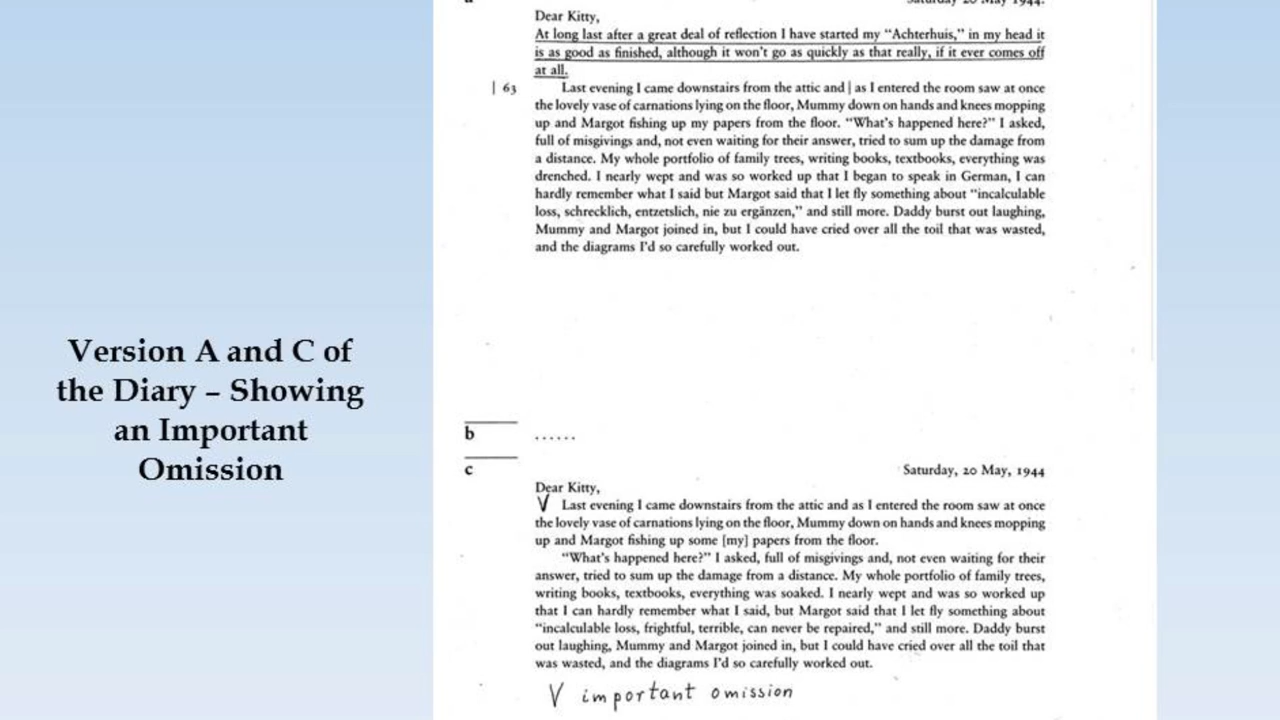 Saturday 20 May 1944.
Dear Kitty,
At long last after a great deal of reflection I have started my “Achterhuis,” in my head it
is as good as finished, although it won’t go as quickly as that really, if it ever comes off
at all.
| 63 Last evening I came downstairs from the attic and | as I entered the room saw at once
the lovely vase of carnations lying on the floor, Mummy down on hands and knees mopping
up and Margot fishing up my papers from the floor. “What’s happened here?” I asked,
full of misgivings and, not even waiting for their answer, tried to sum up the damage from
a distance. My whole portfolio of family trees, writing books, textbooks, everything was
drenched. I nearly wept and was so worked up that I began to speak in German, I can
hardly remember what I said but Margot said that I let fly something about “incalculable
loss, schrecklich, entzetslich, nie zu ergänzen,” and still more. Daddy burst out laughing,
Mummy and Margot joined in, but I could have cried over all the toil that was wasted,
and the diagrams I’d so carefully worked out.
Version A and C of
the Diary – Showing
an Important
Omission
b ......
c Saturday, 20 May, 1944
Dear Kitty,
V Last evening I came downstairs from the attic and as I entered the room saw at once
the lovely vase of carnations lying on the floor, Mummy down on hands and knees mopping
up and Margot fishing up some [my] papers from the floor.
“What’s happened here?” I asked, full of misgivings and, not even waiting for their
answer, tried to sum up the damage from a distance. My whole portfolio of family trees,
writing books, textbooks, everything was soaked. I nearly wept and was so worked up
that I can hardly remember what I said, but Margot said that I let fly something about
“incalculable loss, frightful, terrible, can never be repaired,” and still more. Daddy burst
out laughing, Mummy and Margot joined in, but I could have cried over all the toil that
was wasted, and the diagrams I’d so carefully worked out.
V important omission